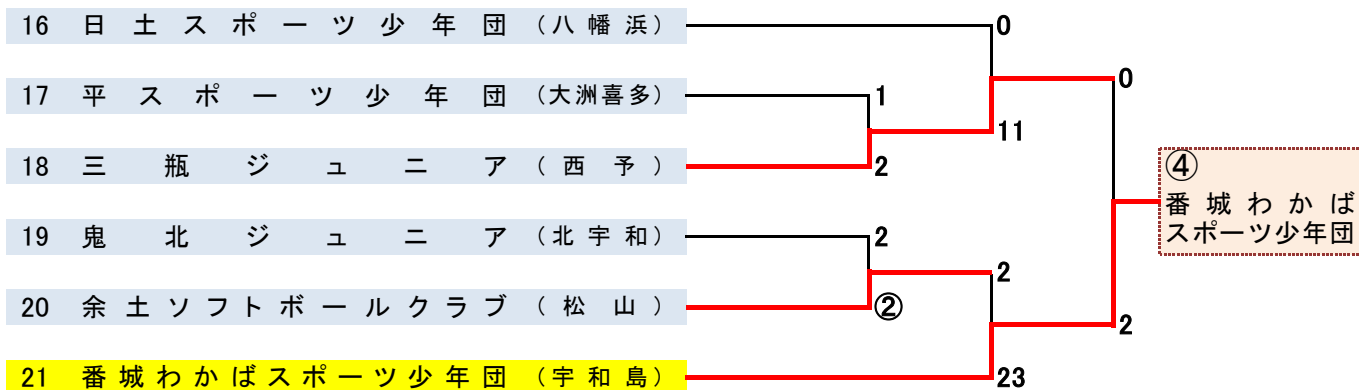 16 日土スポーツ少年団 （八幡浜） 0
0
17 平スポーツ少年団 （大洲喜多） 1
11
18 三瓶ジュニア （西予） 2
④
番城わかば
スポーツ少年団
19 鬼北ジュニア （北宇和） 2
2
20 余土ソフトボールクラブ （松山） ②
2
21 番城わかばスポーツ少年団 （宇和島） 23